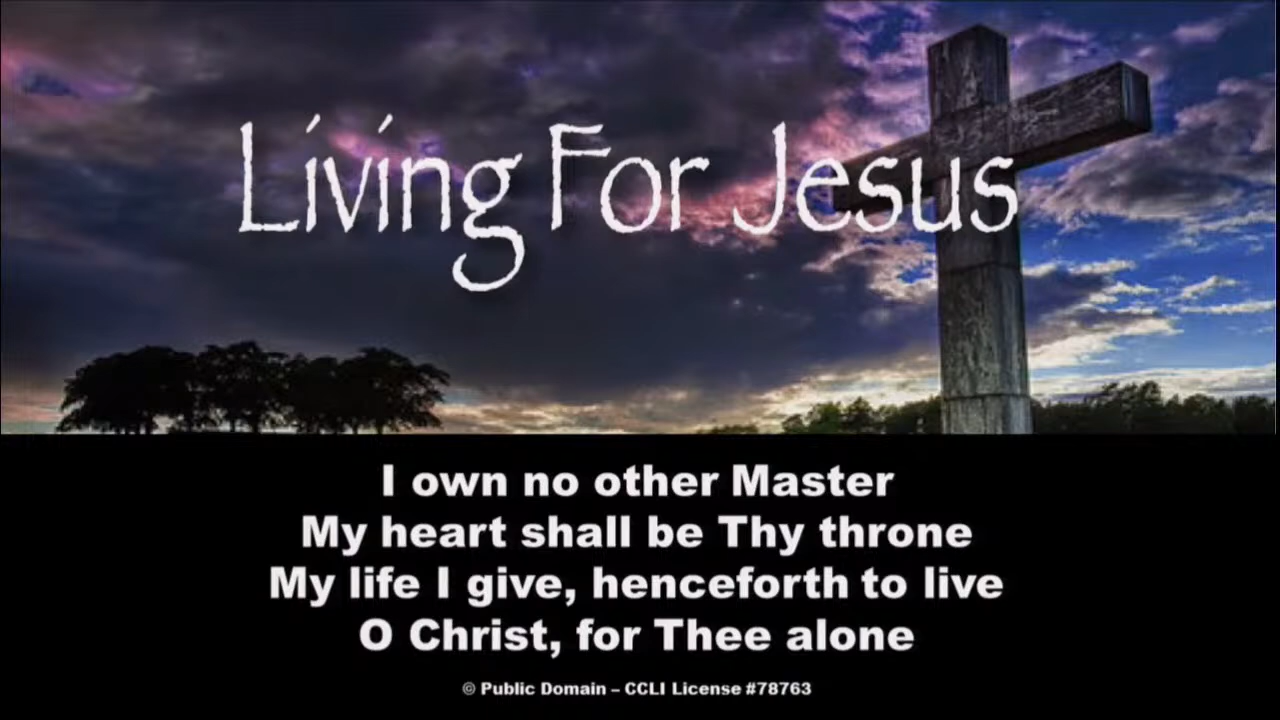 Living For Jesus
I own no other Master
My heart shall be Thy throne
My life I give, henceforth to live
O Christ, for Thee alone
© Public Domain – CCLI License #78763